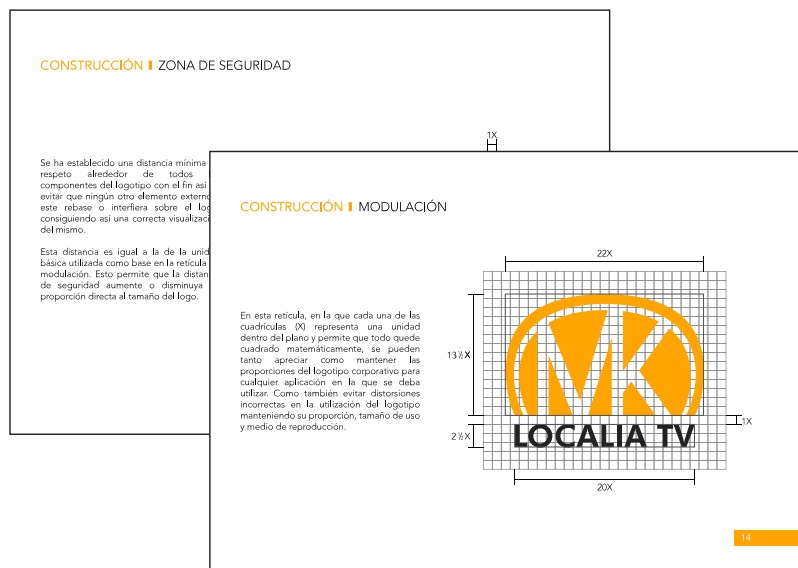 CONSTRUCCIÓN ZONA DE SEGURIDAD
Se ha establecido una distancia mínima
respeto alrededor de todos
componentes del logotipo con el fin así
evitar que ningún otro elemento externo
este rebase o interfiera sobre el
consiguiendo así una correcta
del mismo.
Esta distancia es igual a la de la
básica utilizada como base en la retícula
modulación. Esto permite que la
de seguridad aumente o disminuya
proporción directa al tamaño del logo.
1X
CONSTRUCCIÓN MODULACIÓN
En esta retícula, en la que cada una de las
cuadrículas (X) representa una unidad
dentro del plano y permite que todo quede
cuadrado matemáticamente, se pueden
tanto apreciar como mantener las
proporciones del logotipo corporativo para
cualquier aplicación en la que se deba
utilizar. Como también evitar distorsiones
incorrectas en la utilización del logotipo
manteniendo su proporción, tamaño de uso
y medio de reproducción.
22X
13 ½ X
MK
LOCALIA TV
1X
2 ½ X
20X
14